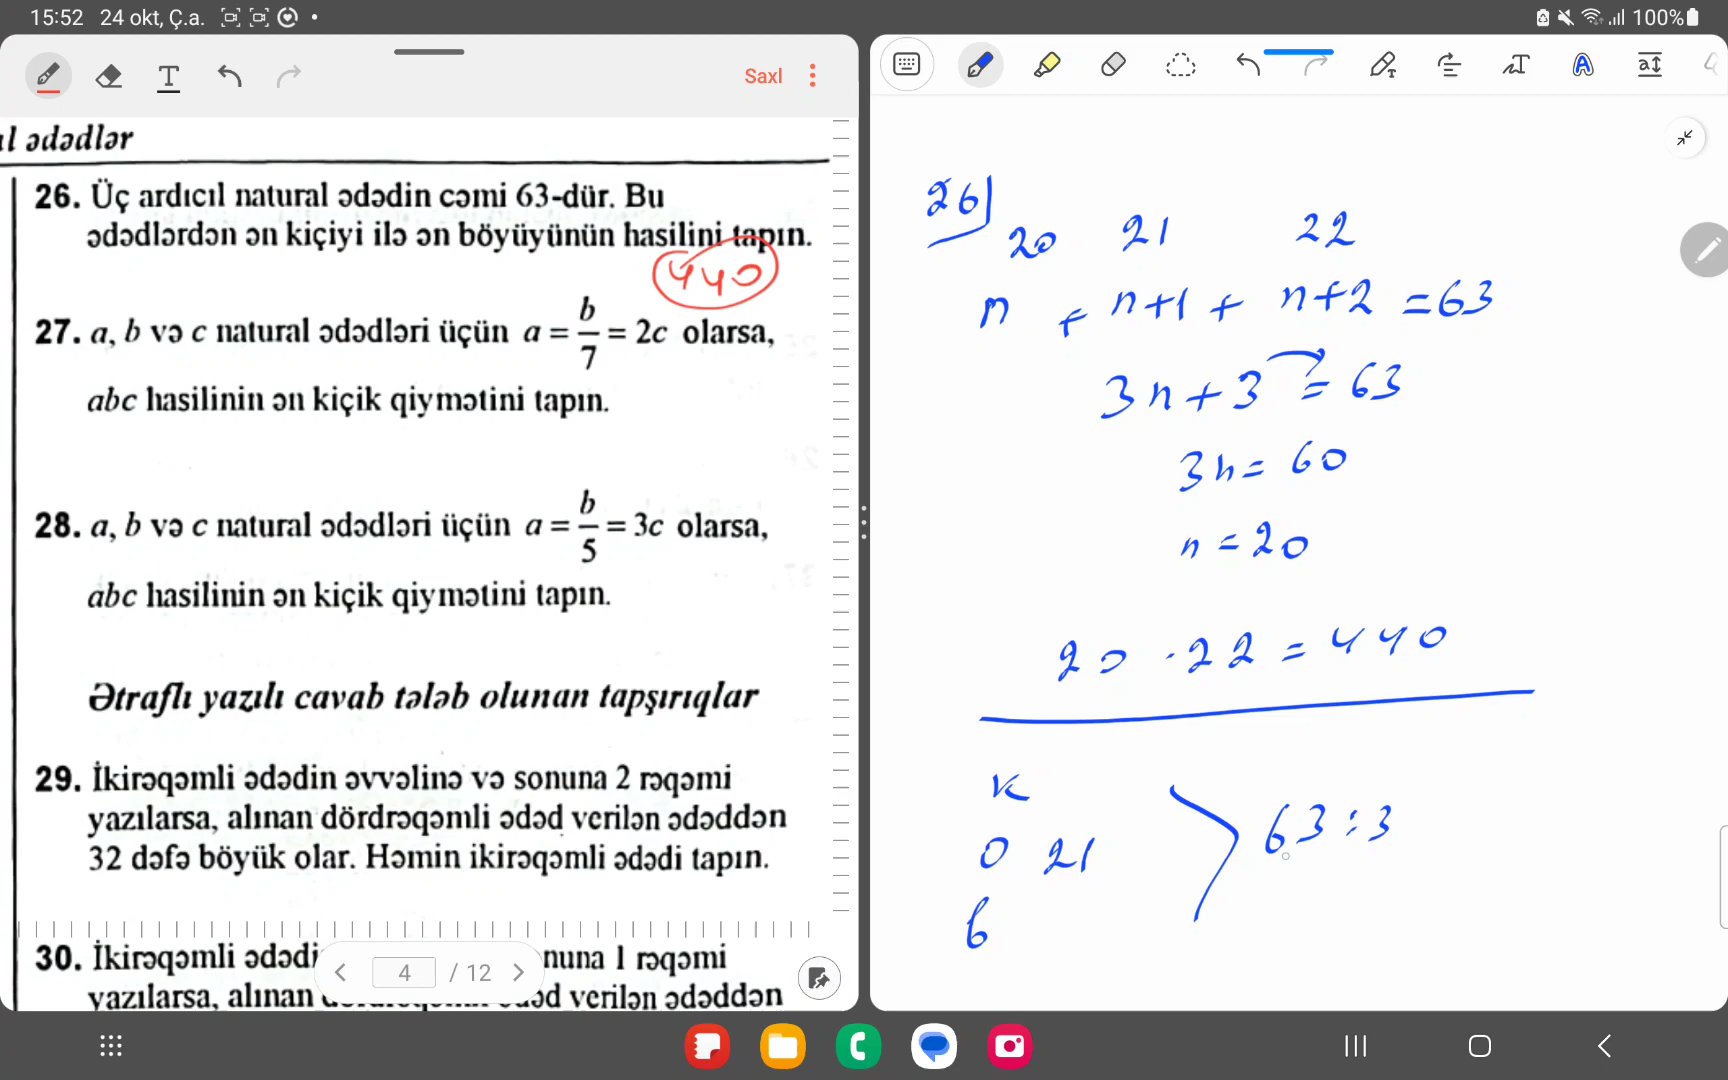 15:52 24 okt, Ç.a. 100%
Saxl
ədədlər
26. Üç ardıcıl natural ədədin cəmi 63-dür. Bu
ədədlərdən ən kiçiyi ilə ən böyüyünün hasilini tapın.
440
27. a, b və c natural ədədləri üçün a = b/7 = 2c olarsa,
abc hasilinin ən kiçik qiymətini tapın.
28. a, b və c natural ədədləri üçün a = b/5 = 3c olarsa,
abc hasilinin ən kiçik qiymətini tapın.
Ətraflı yazılı cavab tələb olunan tapşırıqlar
29. İkirəqəmli ədədin əvvəlinə və sonuna 2 rəqəmi
yazılarsa, alınan dördrəqəmli ədəd verilən ədəddən
32 dəfə böyük olar. Həmin ikirəqəmli ədədi tapın.
30. İkirəqəmli ədədi nuna 1 rəqəmi
yazılarsa, alınan əd verilən ədəddən
4 / 12
26)
20 21 22
n + n+1 + n+2 = 63
3n+3 = 63
3n = 60
n = 20
20 · 22 = 440
K
0 21 63 : 3
6